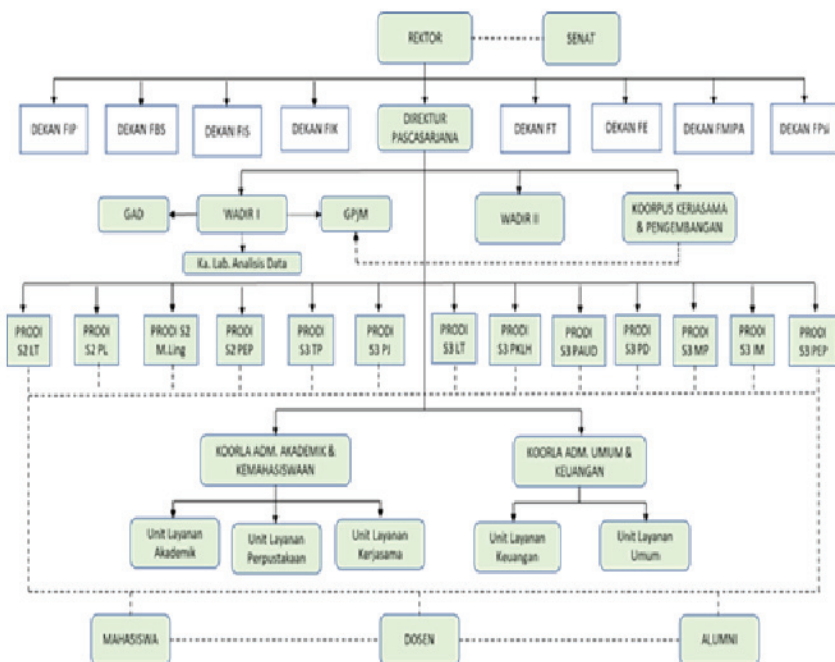 REKTOR
SENAT
DEKAN FIP
DEKAN FBS
DEKAN FIS
DEKAN FIK
DIREKTUR
PASCASARJANA
DEKAN FT
DEKAN FE
DEKAN FMIPA
DEKAN FPsi
GAD
WADIR I
GPJM
WADIR II
KOORPUS KERJASAMA
& PENGEMBANGAN
Ka. Lab. Analisis Data
PRODI
S2 LT
PRODI
S2 PL
PRODI S2
M.Ling
PRODI
S2 PEP
PRODI
S3 TP
PRODI
S3 PJ
PRODI
S3 LT
PRODI
S3 PKLH
PRODI
S3 PAUD
PRODI
S3 PD
PRODI
S3 MP
PRODI
S3 IM
PRODI
S3 PEP
KOORLA ADM. AKADEMIK &
KEMAHASISWAAN
KOORLA ADM. UMUM &
KEUANGAN
Unit Layanan
Akademik
Unit Layanan
Perpustakaan
Unit Layanan
Kerjasama
Unit Layanan
Keuangan
Unit Layanan
Umum
MAHASISWA
DOSEN
ALUMNI